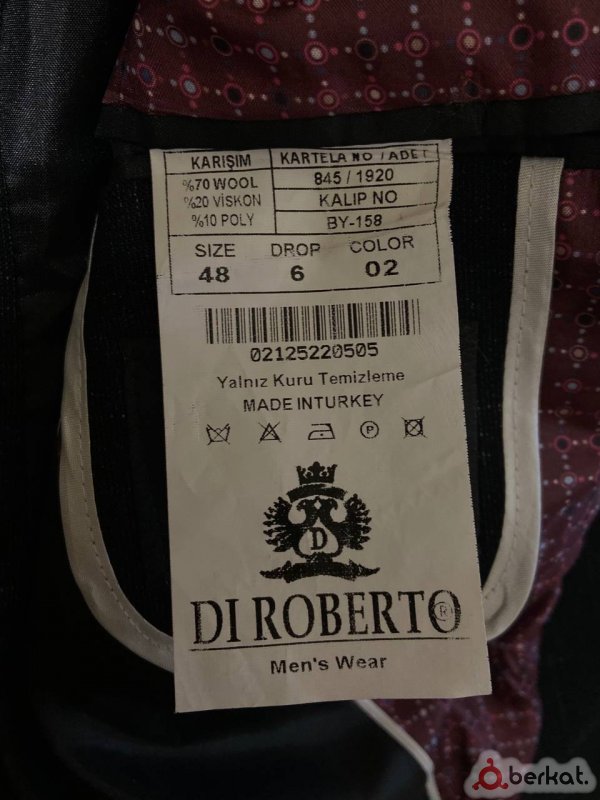 KARIŞIM
KARTELA NO / ADET
%70 WOOL
845 / 1920
%20 VİSKON
KALIP NO
%10 POLY
BY-158
SIZE DROP COLOR
48 6 02
02125220505
Yalnız Kuru Temizleme
MADE INTURKEY
P
D
DI ROBERTO®
Men's Wear
berkat.